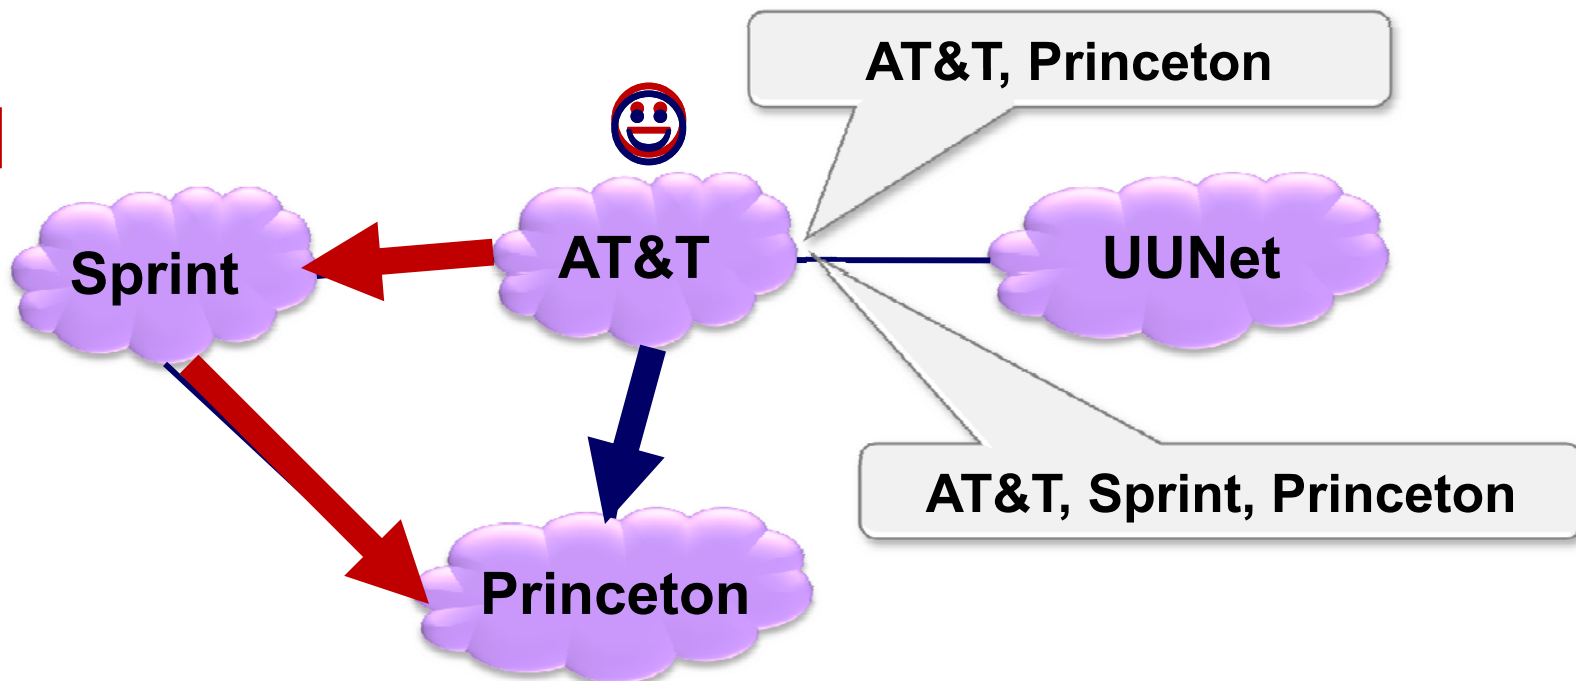 AT&T, Princeton
Sprint
AT&T
UUNet
AT&T, Sprint, Princeton
Princeton